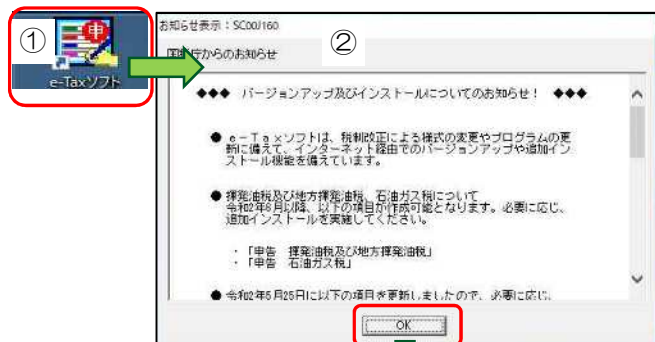 ①
e-Taxソフト
お知らせ表示：SC00J160
国税庁からのお知らせ
②
◆◆◆ バージョンアップ及びインストールについてのお知らせ！ ◆◆◆
● e－Ｔａｘソフトは、税制改正による様式の変更やプログラムの更
新に備えて、インターネット経由でのバージョンアップや追加イン
ストール機能を備えています。
● 揮発油税及び地方揮発油税、石油ガス税について
令和2年6月以降、以下の項目が作成可能となります。必要に応じ、
追加インストールを実施してください。
・「申告 揮発油税及び地方揮発油税」
・「申告 石油ガス税」
● 令和2年5月25日に以下の項目を更新しましたので、必要に応じ、
OK